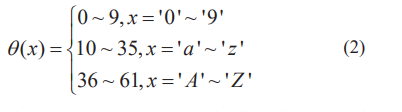 0 ~ 9, x = '0' ~ '9'
θ(x) = { 10 ~ 35, x = 'a' ~ 'z' (2)
36 ~ 61, x = 'A' ~ 'Z'